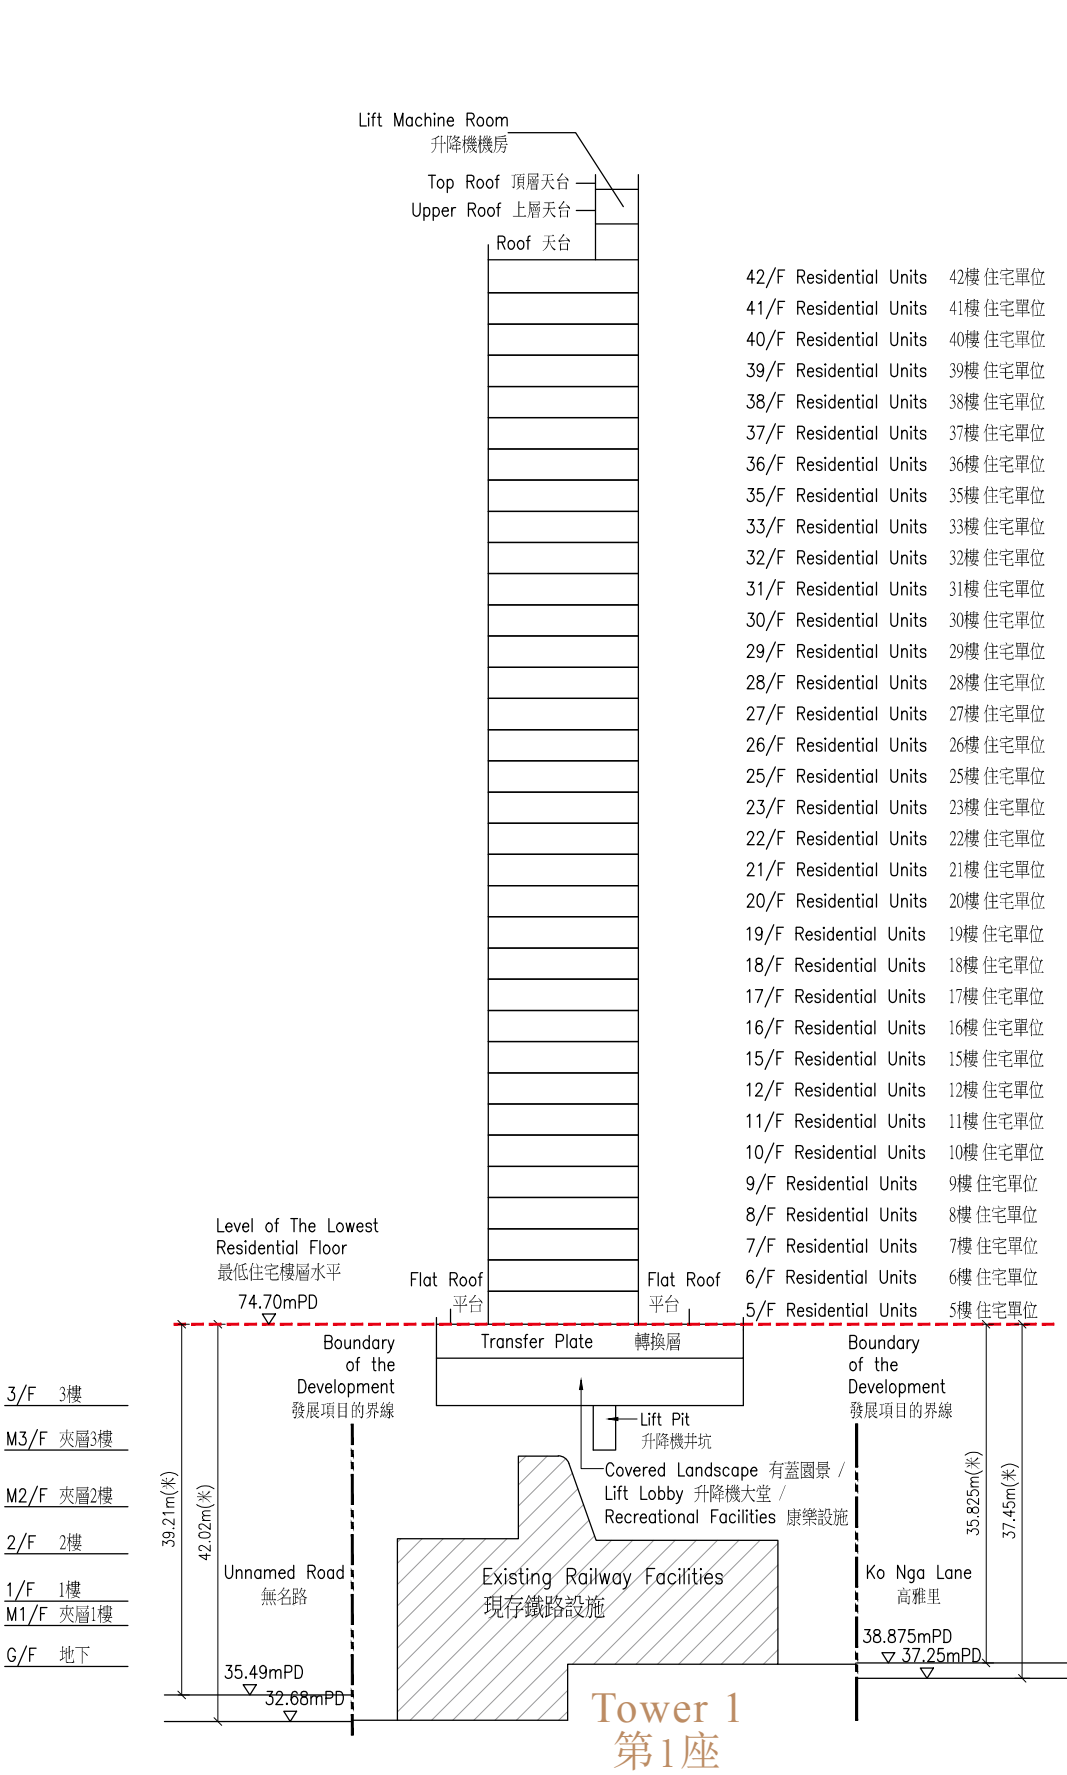 Lift Machine Room
升降機機房
Top Roof 頂層天台
Upper Roof 上層天台
Roof 天台
42/F Residential Units 42樓 住宅單位
41/F Residential Units 41樓 住宅單位
40/F Residential Units 40樓 住宅單位
39/F Residential Units 39樓 住宅單位
38/F Residential Units 38樓 住宅單位
37/F Residential Units 37樓 住宅單位
36/F Residential Units 36樓 住宅單位
35/F Residential Units 35樓 住宅單位
33/F Residential Units 33樓 住宅單位
32/F Residential Units 32樓 住宅單位
31/F Residential Units 31樓 住宅單位
30/F Residential Units 30樓 住宅單位
29/F Residential Units 29樓 住宅單位
28/F Residential Units 28樓 住宅單位
27/F Residential Units 27樓 住宅單位
26/F Residential Units 26樓 住宅單位
25/F Residential Units 25樓 住宅單位
23/F Residential Units 23樓 住宅單位
22/F Residential Units 22樓 住宅單位
21/F Residential Units 21樓 住宅單位
20/F Residential Units 20樓 住宅單位
19/F Residential Units 19樓 住宅單位
18/F Residential Units 18樓 住宅單位
17/F Residential Units 17樓 住宅單位
16/F Residential Units 16樓 住宅單位
15/F Residential Units 15樓 住宅單位
12/F Residential Units 12樓 住宅單位
11/F Residential Units 11樓 住宅單位
10/F Residential Units 10樓 住宅單位
9/F Residential Units 9樓 住宅單位
8/F Residential Units 8樓 住宅單位
7/F Residential Units 7樓 住宅單位
6/F Residential Units 6樓 住宅單位
5/F Residential Units 5樓 住宅單位
Level of The Lowest
Residential Floor
最低住宅樓層水平
74.70mPD
Flat Roof
平台
Flat Roof
平台
Transfer Plate 轉換層
Boundary
of the
Development
發展項目的界線
Boundary
of the
Development
發展項目的界線
3/F 3樓
M3/F 夾層3樓
M2/F 夾層2樓
2/F 2樓
1/F 1樓
M1/F 夾層1樓
G/F 地下
39.21m(米)
42.02m(米)
35.825m(米)
37.45m(米)
Lift Pit
升降機井坑
Covered Landscape 有蓋園景 /
Lift Lobby 升降機大堂 /
Recreational Facilities 康樂設施
Unnamed Road
無名路
Existing Railway Facilities
現存鐵路設施
Ko Nga Lane
高雅里
38.875mPD
37.25mPD
35.49mPD
32.68mPD
Tower 1
第1座